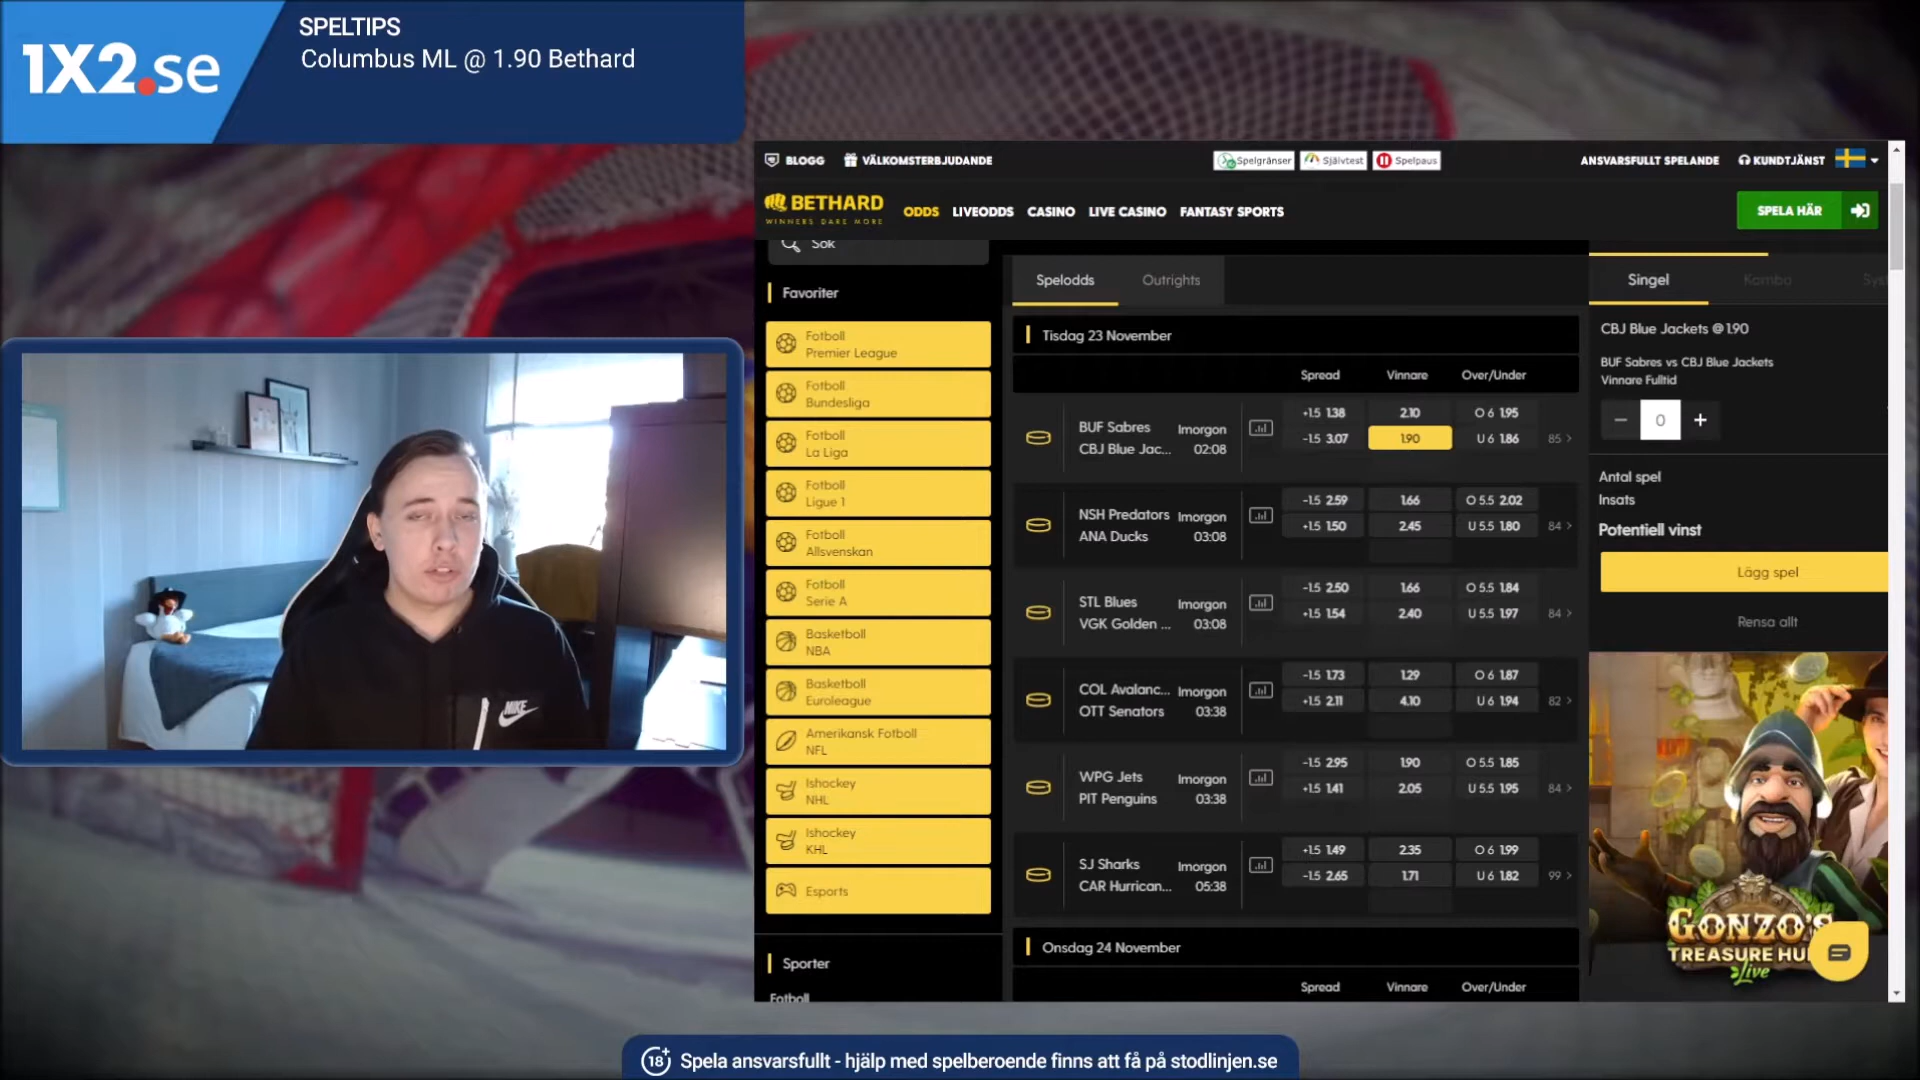 1X2.se
SPELTIPS
Columbus ML @ 1.90 Bethard
BLOGG
VÄLKOMSTERBJUDANDE
Spelgränser
Självtest
Spelpaus
ANSVARSFULLT SPELANDE
KUNDTJÄNST
BETHARD
WINNERS DARE MORE
ODDS
LIVEODDS
CASINO
LIVE CASINO
FANTASY SPORTS
SPELA HÄR
Sök
Favoriter
Fotboll
Premier League
Fotboll
Bundesliga
Fotboll
La Liga
Fotboll
Ligue 1
Fotboll
Allsvenskan
Fotboll
Serie A
Basketboll
NBA
Basketboll
Euroleague
Amerikansk Fotboll
NFL
Ishockey
NHL
Ishockey
KHL
Esports
Sporter
Fotboll
Spelodds
Outrights
Tisdag 23 November
Spread Vinnare Over/Under
BUF Sabres Imorgon +1.5 1.38 2.10 O 6 1.95
CBJ Blue Jac... 02:08 -1.5 3.07 1.90 U 6 1.86 85 >
NSH Predators Imorgon -1.5 2.59 1.66 O 5.5 2.02
ANA Ducks 03:08 +1.5 1.50 2.45 U 5.5 1.80 84 >
STL Blues Imorgon -1.5 2.50 1.66 O 5.5 1.84
VGK Golden ... 03:08 +1.5 1.54 2.40 U 5.5 1.97 84 >
COL Avalanc... Imorgon -1.5 1.73 1.29 O 6 1.87
OTT Senators 03:38 +1.5 2.11 4.10 U 6 1.94 82 >
WPG Jets Imorgon -1.5 2.95 1.90 O 5.5 1.85
PIT Penguins 03:38 +1.5 1.41 2.05 U 5.5 1.95 84 >
SJ Sharks Imorgon +1.5 1.49 2.35 O 6 1.99
CAR Hurrican... 05:38 -1.5 2.65 1.71 U 6 1.82 99 >
Onsdag 24 November
Spread Vinnare Over/Under
Singel
Kombo
Syst
CBJ Blue Jackets @ 1.90
BUF Sabres vs CBJ Blue Jackets
Vinnare Fulltid
− 0 +
Antal spel
Insats
Potentiell vinst
Lägg spel
Rensa allt
GONZO'S
TREASURE HU
Live
NIKE
18+ Spela ansvarsfullt - hjälp med spelberoende finns att få på stodlinjen.se